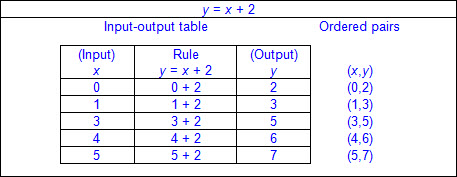 y = x + 2
Input-output table Ordered pairs
(Input) Rule (Output)
x y = x + 2 y (x,y)
0 0 + 2 2 (0,2)
1 1 + 2 3 (1,3)
3 3 + 2 5 (3,5)
4 4 + 2 6 (4,6)
5 5 + 2 7 (5,7)